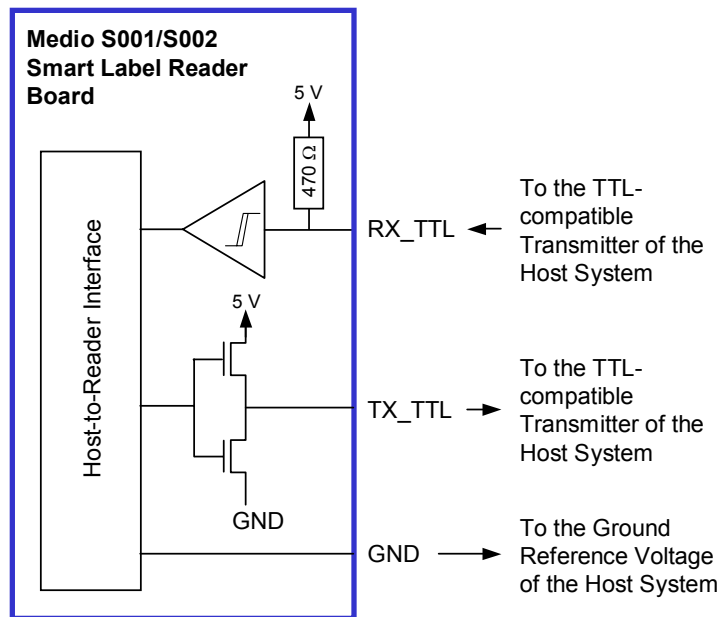 Medio S001/S002
Smart Label Reader
Board
5 V
470 Ω
RX_TTL
To the TTL-
compatible
Transmitter of the
Host System
Host-to-Reader Interface
5 V
TX_TTL
To the TTL-
compatible
Transmitter of the
Host System
GND
GND
To the Ground
Reference Voltage
of the Host System